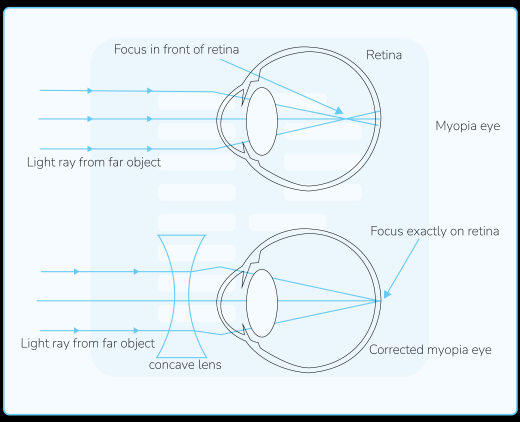 Focus in front of retina
Retina
Myopia eye
Light ray from far object
Focus exactly on retina
Light ray from far object
Corrected myopia eye
concave lens